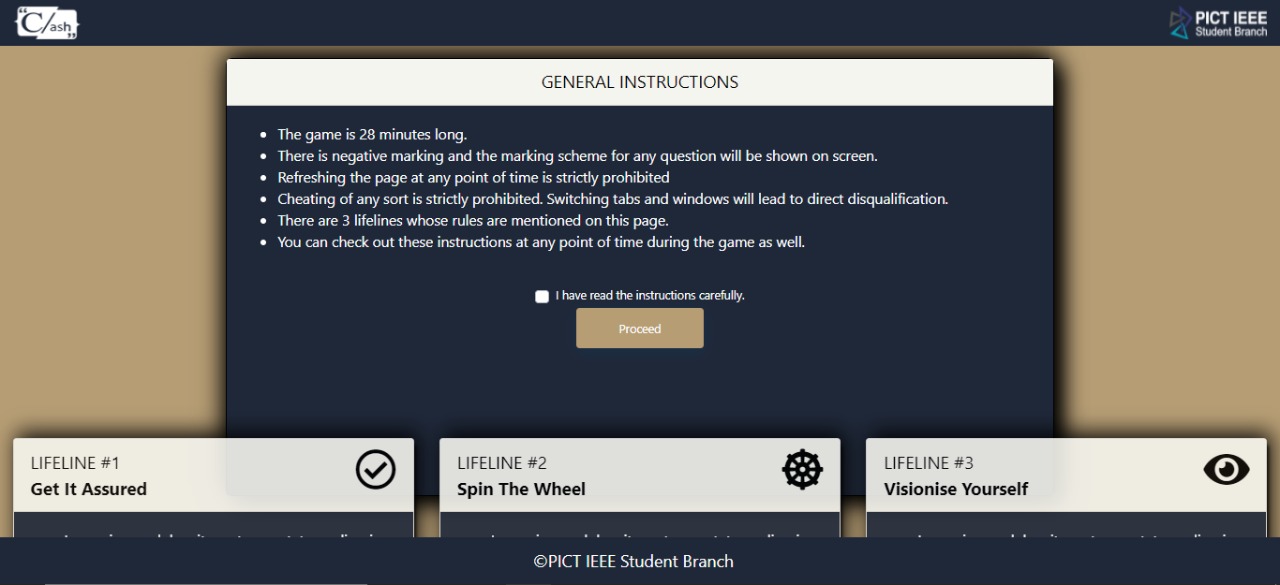 "C/ash"
PICT IEEE
Student Branch
GENERAL INSTRUCTIONS
The game is 28 minutes long.
There is negative marking and the marking scheme for any question will be shown on screen.
Refreshing the page at any point of time is strictly prohibited
Cheating of any sort is strictly prohibited. Switching tabs and windows will lead to direct disqualification.
There are 3 lifelines whose rules are mentioned on this page.
You can check out these instructions at any point of time during the game as well.
I have read the instructions carefully.
Proceed
LIFELINE #1
Get It Assured
LIFELINE #2
Spin The Wheel
LIFELINE #3
Visionise Yourself
©PICT IEEE Student Branch